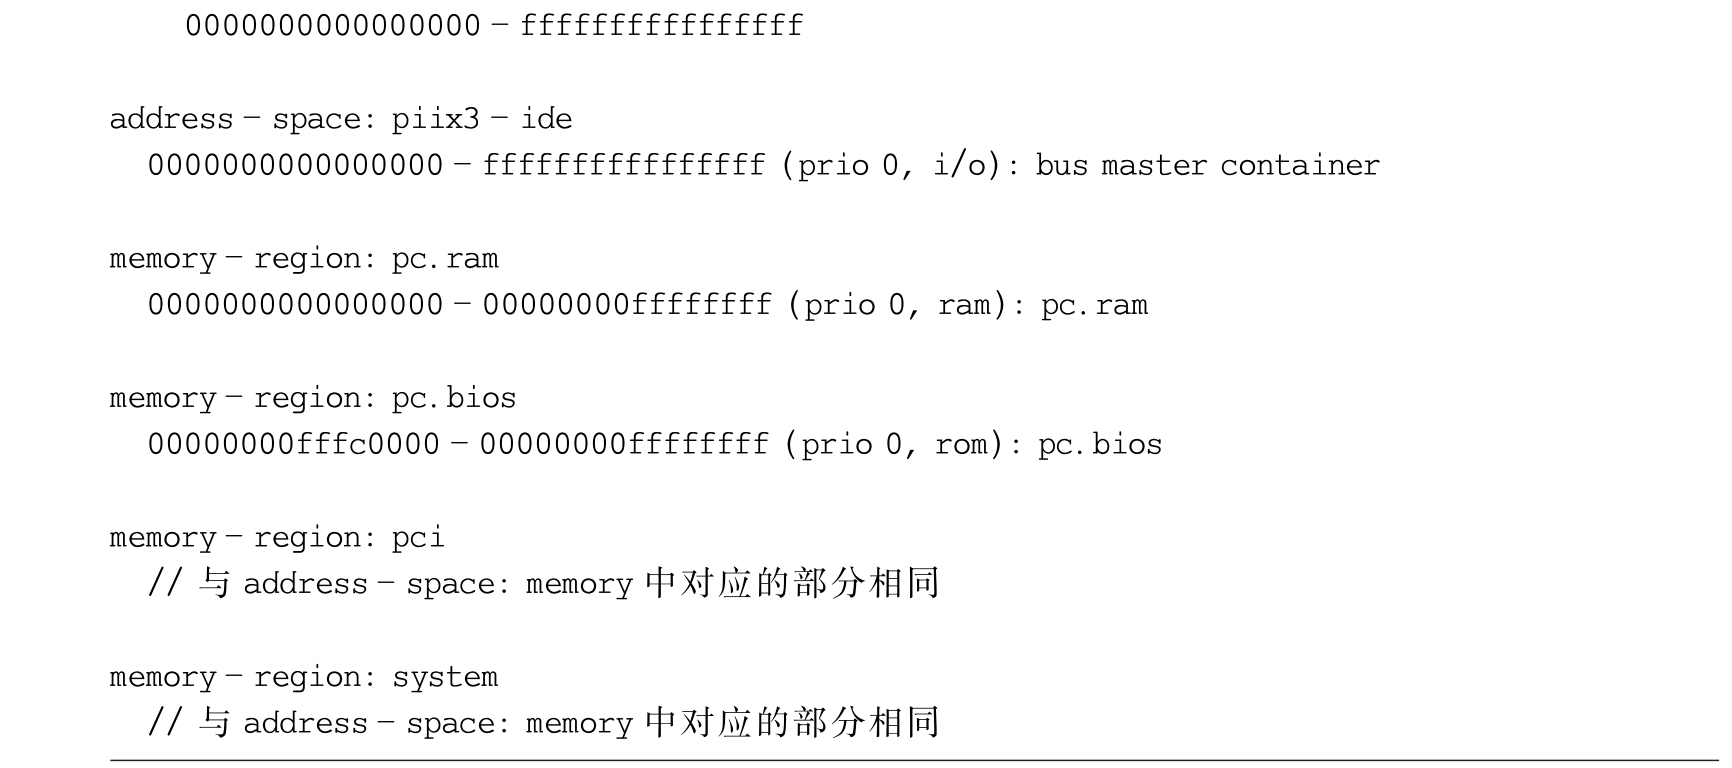 0000000000000000 - ffffffffffffffff
address - space: piix3 - ide
0000000000000000 - ffffffffffffffff (prio 0, i/o): bus master container
memory - region: pc.ram
0000000000000000 - 00000000ffffffff (prio 0, ram): pc.ram
memory - region: pc.bios
00000000fffc0000 - 00000000ffffffff (prio 0, rom): pc.bios
memory - region: pci
// 与 address - space: memory 中对应的部分相同
memory - region: system
// 与 address - space: memory 中对应的部分相同